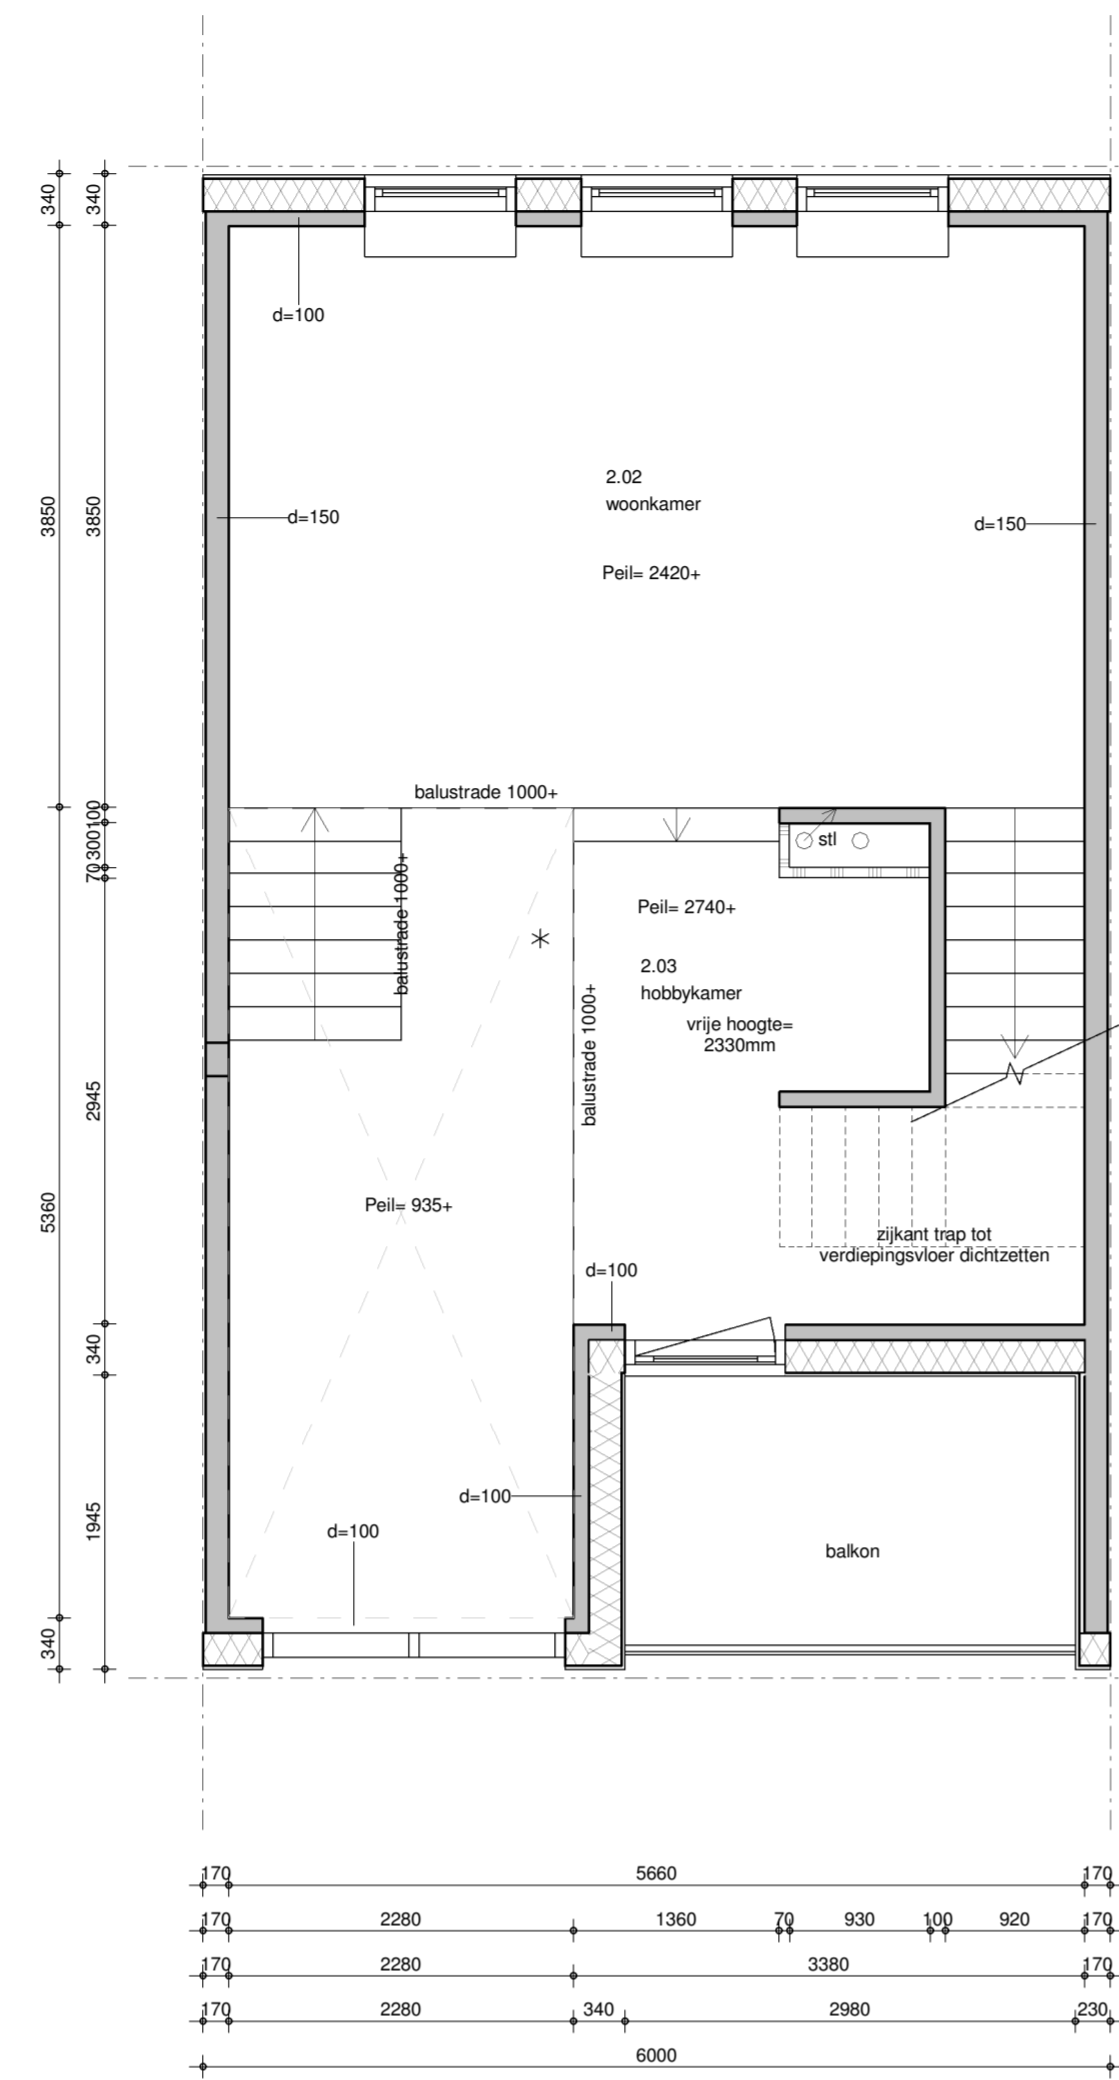 340
340
3850
3850
100
300
70
2945
5360
340
1945
340
d=100
2.02
woonkamer
d=150
d=150
Peil= 2420+
balustrade 1000+
balustrade 1000+
stl
Peil= 2740+
2.03
hobbykamer
vrije hoogte=
2330mm
balustrade 1000+
Peil= 935+
zijkant trap tot
verdiepingsvloer dichtzetten
d=100
d=100
d=100
balkon
170 5660 170
170 2280 1360 70 930 100 920 170
170 2280 3380 170
170 2280 340 2980 230
6000